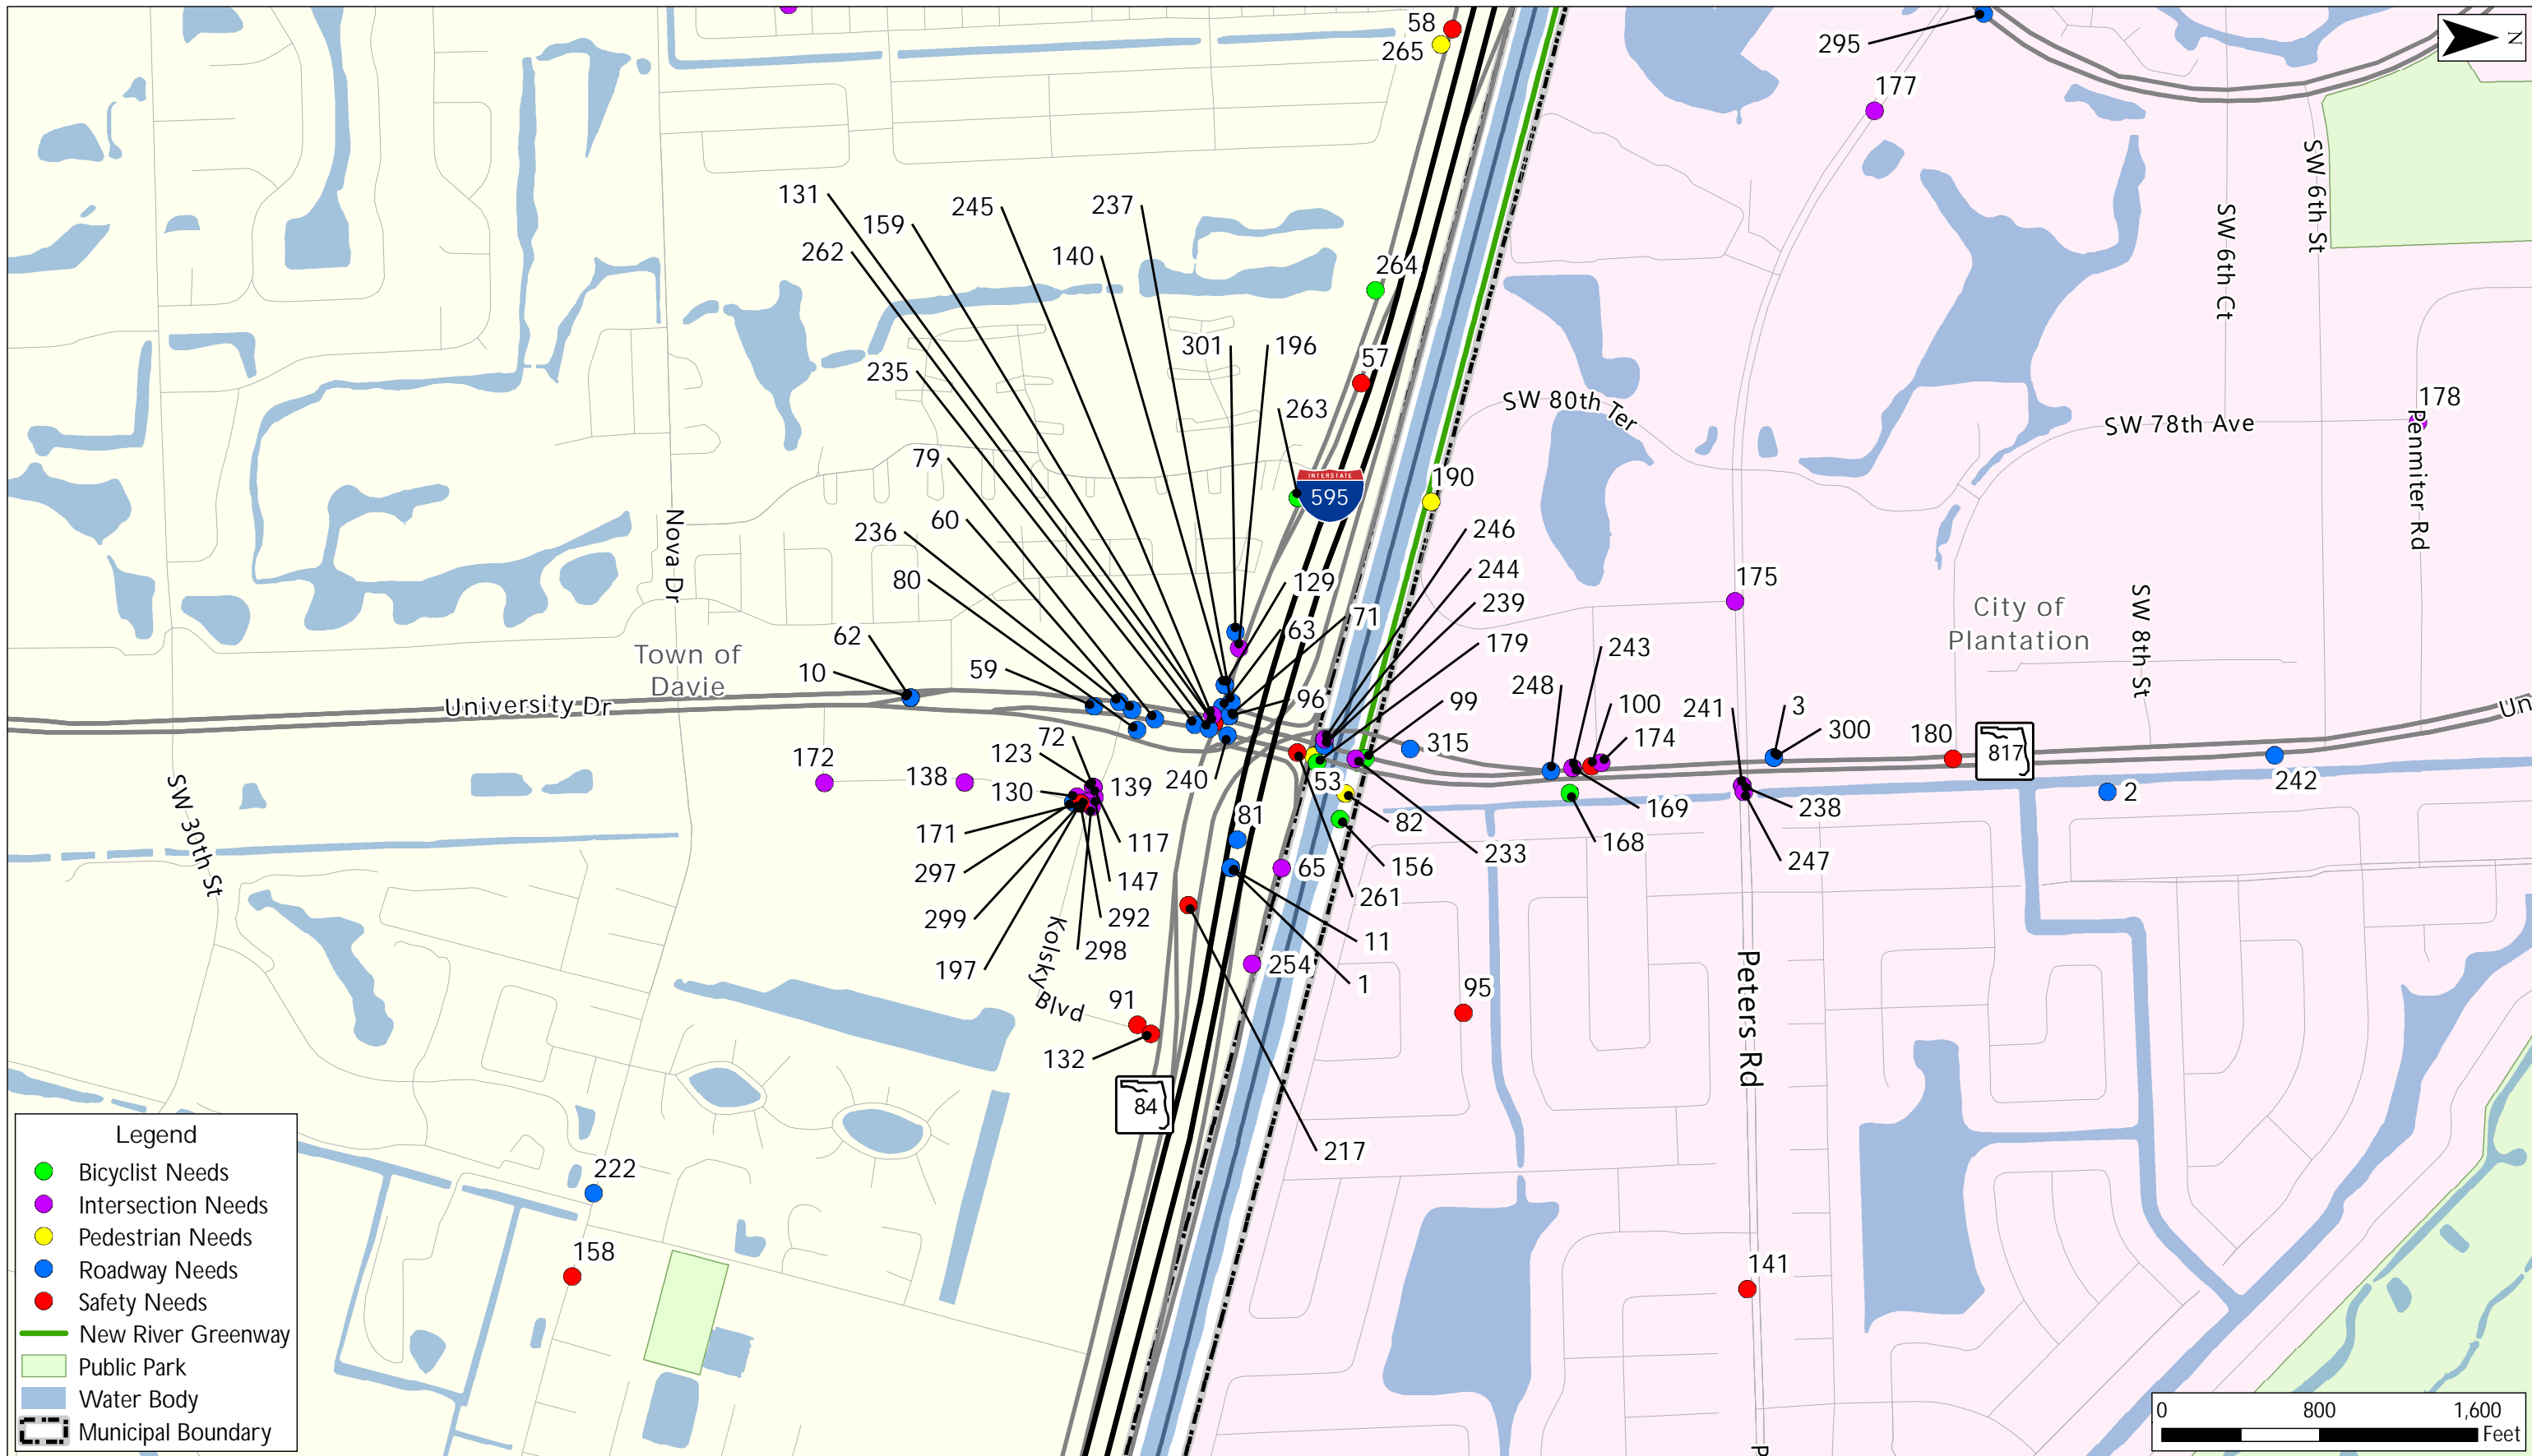 58
265
295
N
177
SW 6th St
SW 6th Ct
131
159
245
237
262
140
264
235
301
196
57
263
INTERSTATE
595
SW 80th Ter
SW 78th Ave
178
Penmiter Rd
79
190
236
60
246
80
Nova Dr
129
244
239
175
City of
Plantation
SW 8th St
71
63
179
62
10
59
Town of
Davie
University Dr
243
248
96
99
100
241
3
300
180
Un
817
174
315
72
123
172
138
130
139
240
53
82
169
238
242
2
171
117
81
168
247
297
147
65
233
156
SW 30th St
299
292
261
197
298
11
254
1
Kolsky Blvd
91
95
Peters Rd
132
84
217
222
158
141
Legend
Bicyclist Needs
Intersection Needs
Pedestrian Needs
Roadway Needs
Safety Needs
New River Greenway
Public Park
Water Body
Municipal Boundary
0 800 1,600
Feet
P